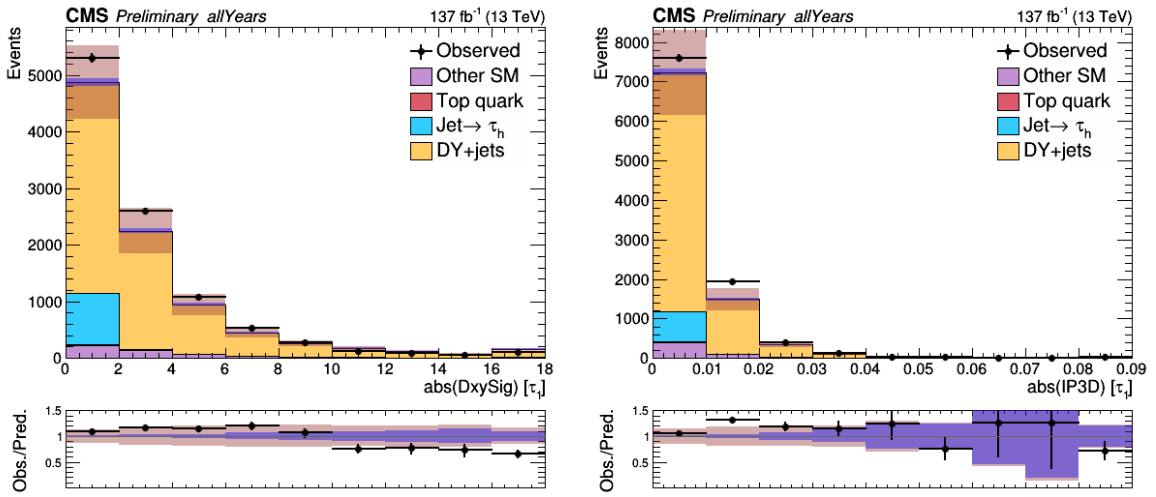 CMS Preliminary allYears 137 fb⁻¹ (13 TeV)
Events
5000
4000
3000
2000
1000
0
Observed
Other SM
Top quark
Jet→ τh
DY+jets
0 2 4 6 8 10 12 14 16 18
abs(DxySig) [τ1]
Obs./Pred.
1.5
1
0.5
CMS Preliminary allYears 137 fb⁻¹ (13 TeV)
Events
8000
7000
6000
5000
4000
3000
2000
1000
0
Observed
Other SM
Top quark
Jet→ τh
DY+jets
0 0.01 0.02 0.03 0.04 0.05 0.06 0.07 0.08 0.09
abs(IP3D) [τ1]
Obs./Pred.
1.5
1
0.5